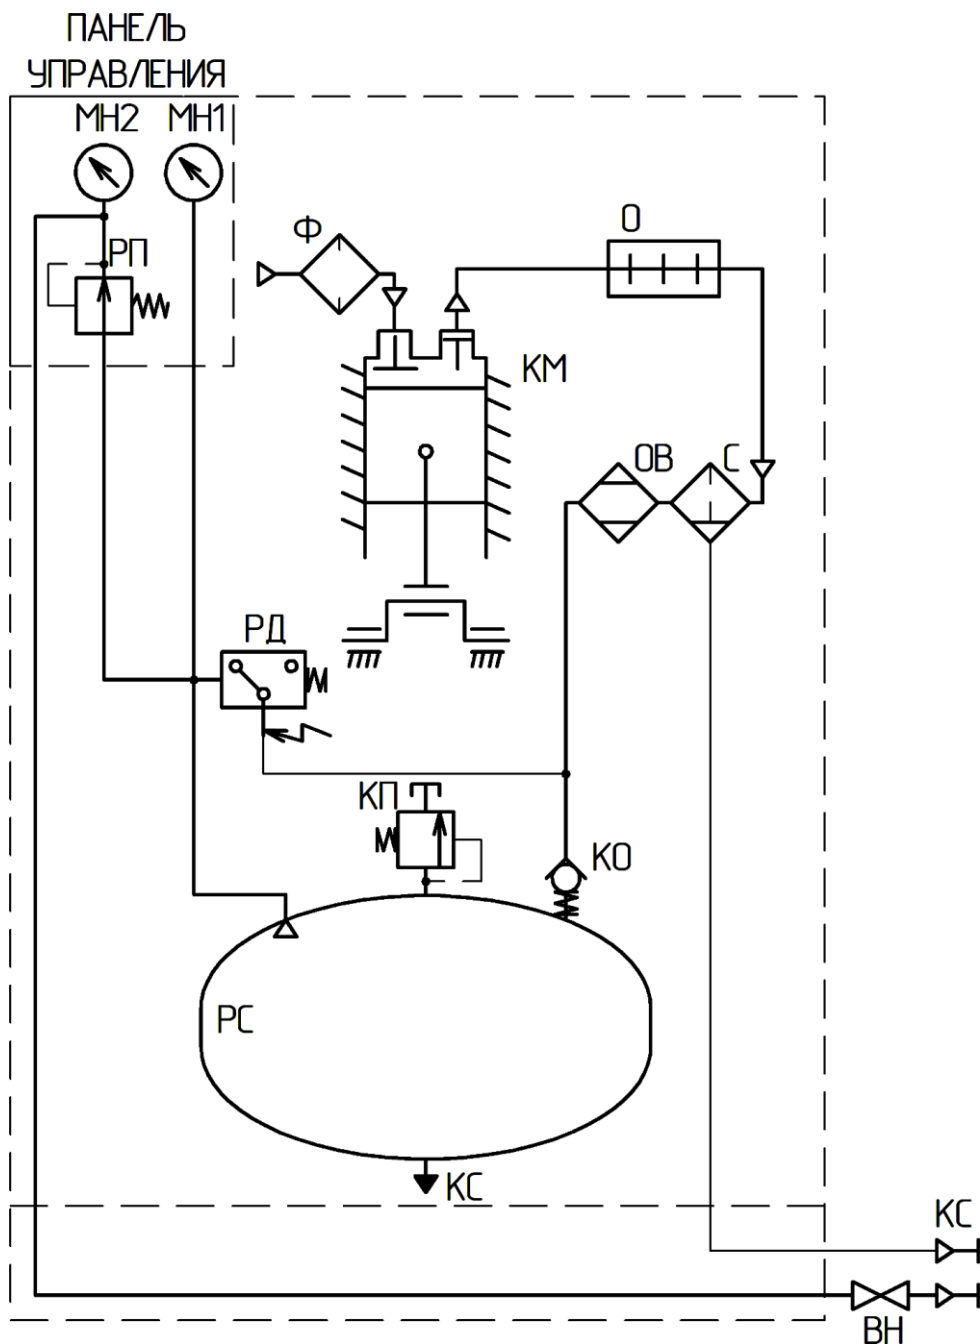 ПАНЕЛЬ
УПРАВЛЕНИЯ
МН2 МН1
Ф
О
РП
КМ
ОВ С
РД
КП
КО
РС
КС
КС
ВН